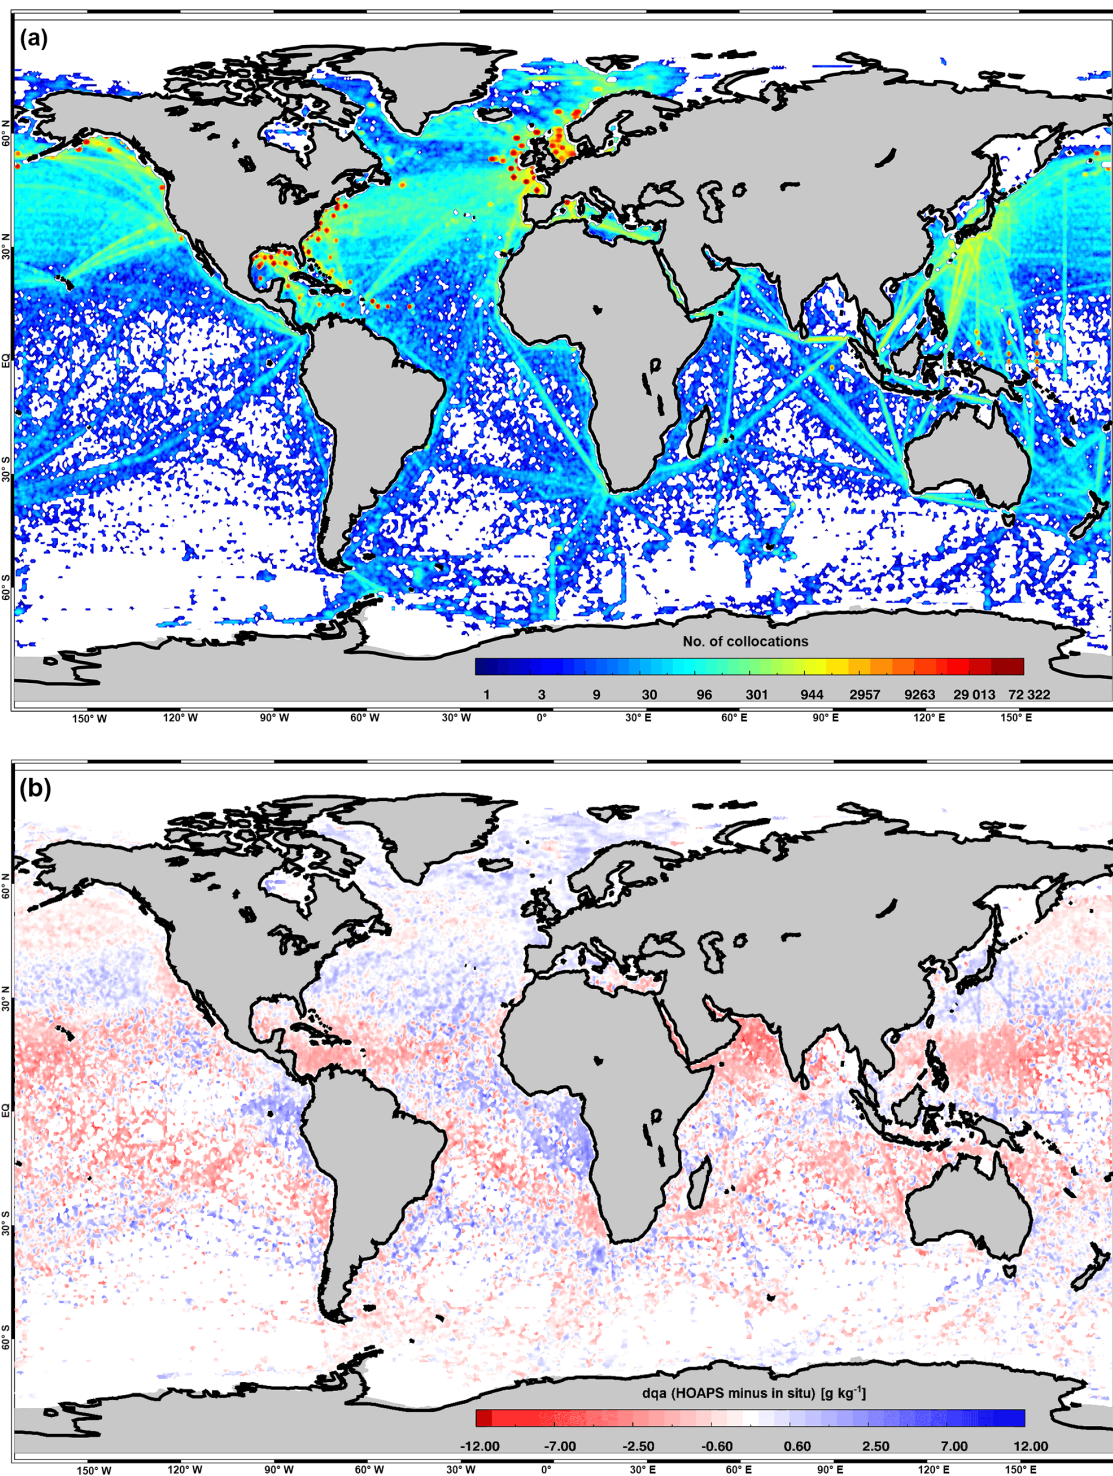 (a)
60° N
30° N
EQ
30° S
60° S
No. of collocations
1 3 9 30 96 301 944 2957 9263 29 013 72 322
150° W 120° W 90° W 60° W 30° W 0° 30° E 60° E 90° E 120° E 150° E
(b)
60° N
30° N
EQ
30° S
60° S
dqa (HOAPS minus in situ) [g kg⁻¹]
-12.00 -7.00 -2.50 -0.60 0.60 2.50 7.00 12.00
150° W 120° W 90° W 60° W 30° W 0° 30° E 60° E 90° E 120° E 150° E